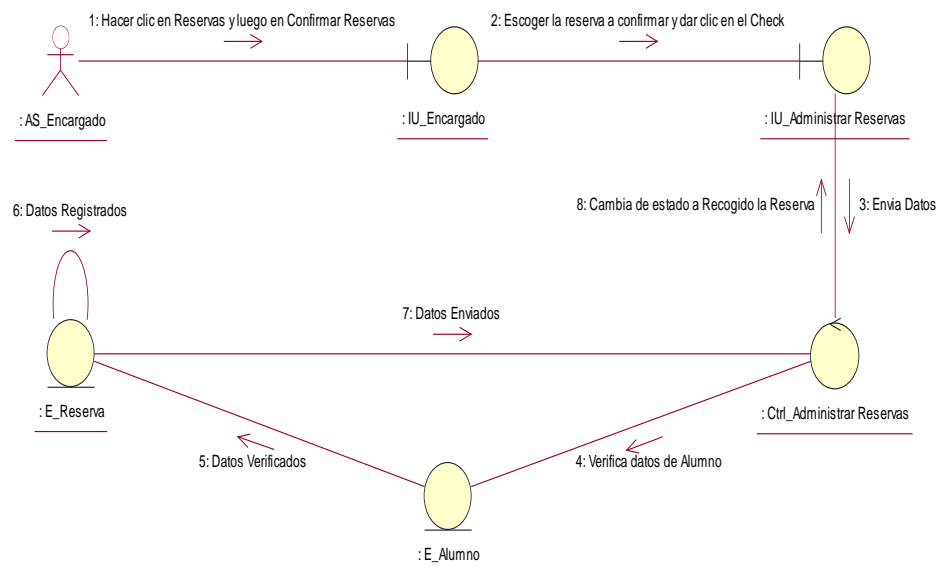 1: Hacer clic en Reservas y luego en Confirmar Reservas
2: Escoger la reserva a confirmar y dar clic en el Check
: AS_Encargado
: IU_Encargado
: IU_Administrar Reservas
6: Datos Registrados
8: Cambia de estado a Recogido la Reserva
3: Envia Datos
7: Datos Enviados
: E_Reserva
: Ctrl_Administrar Reservas
5: Datos Verificados
4: Verifica datos de Alumno
: E_Alumno